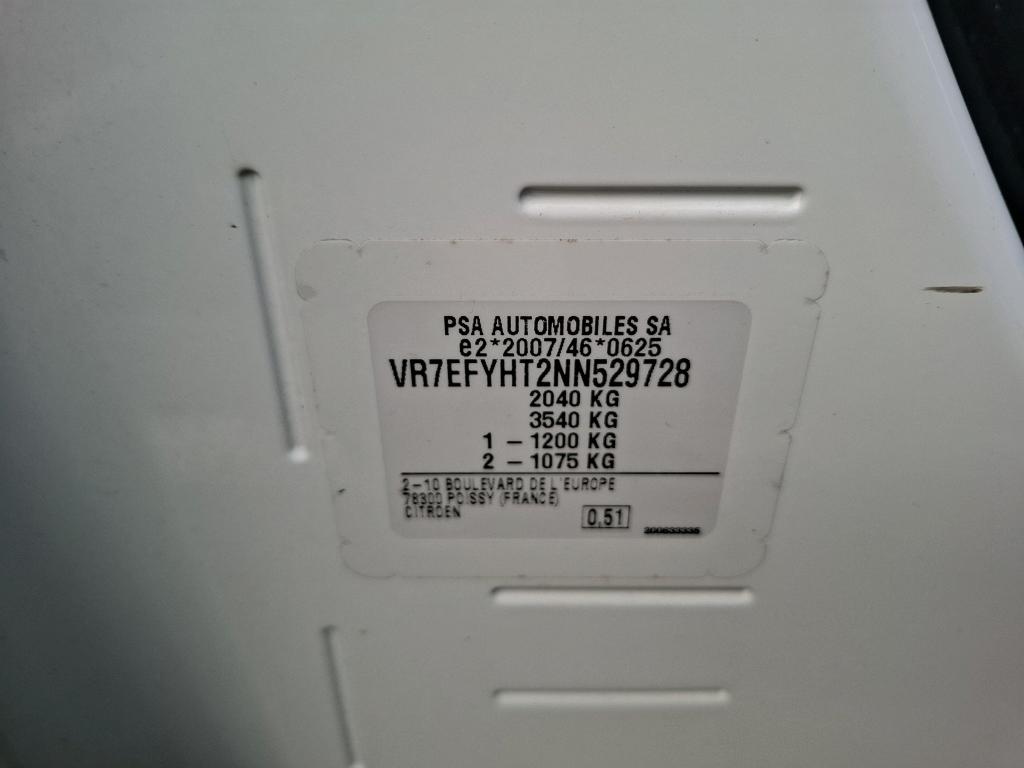 PSA AUTOMOBILES SA
e2*2007/46*0625
VR7EFYHT2NN529728
2040 KG
3540 KG
1 - 1200 KG
2 - 1075 KG
2-10 BOULEVARD DE L'EUROPE
78300 POISSY (FRANCE)
CITROEN
0,51
200633335